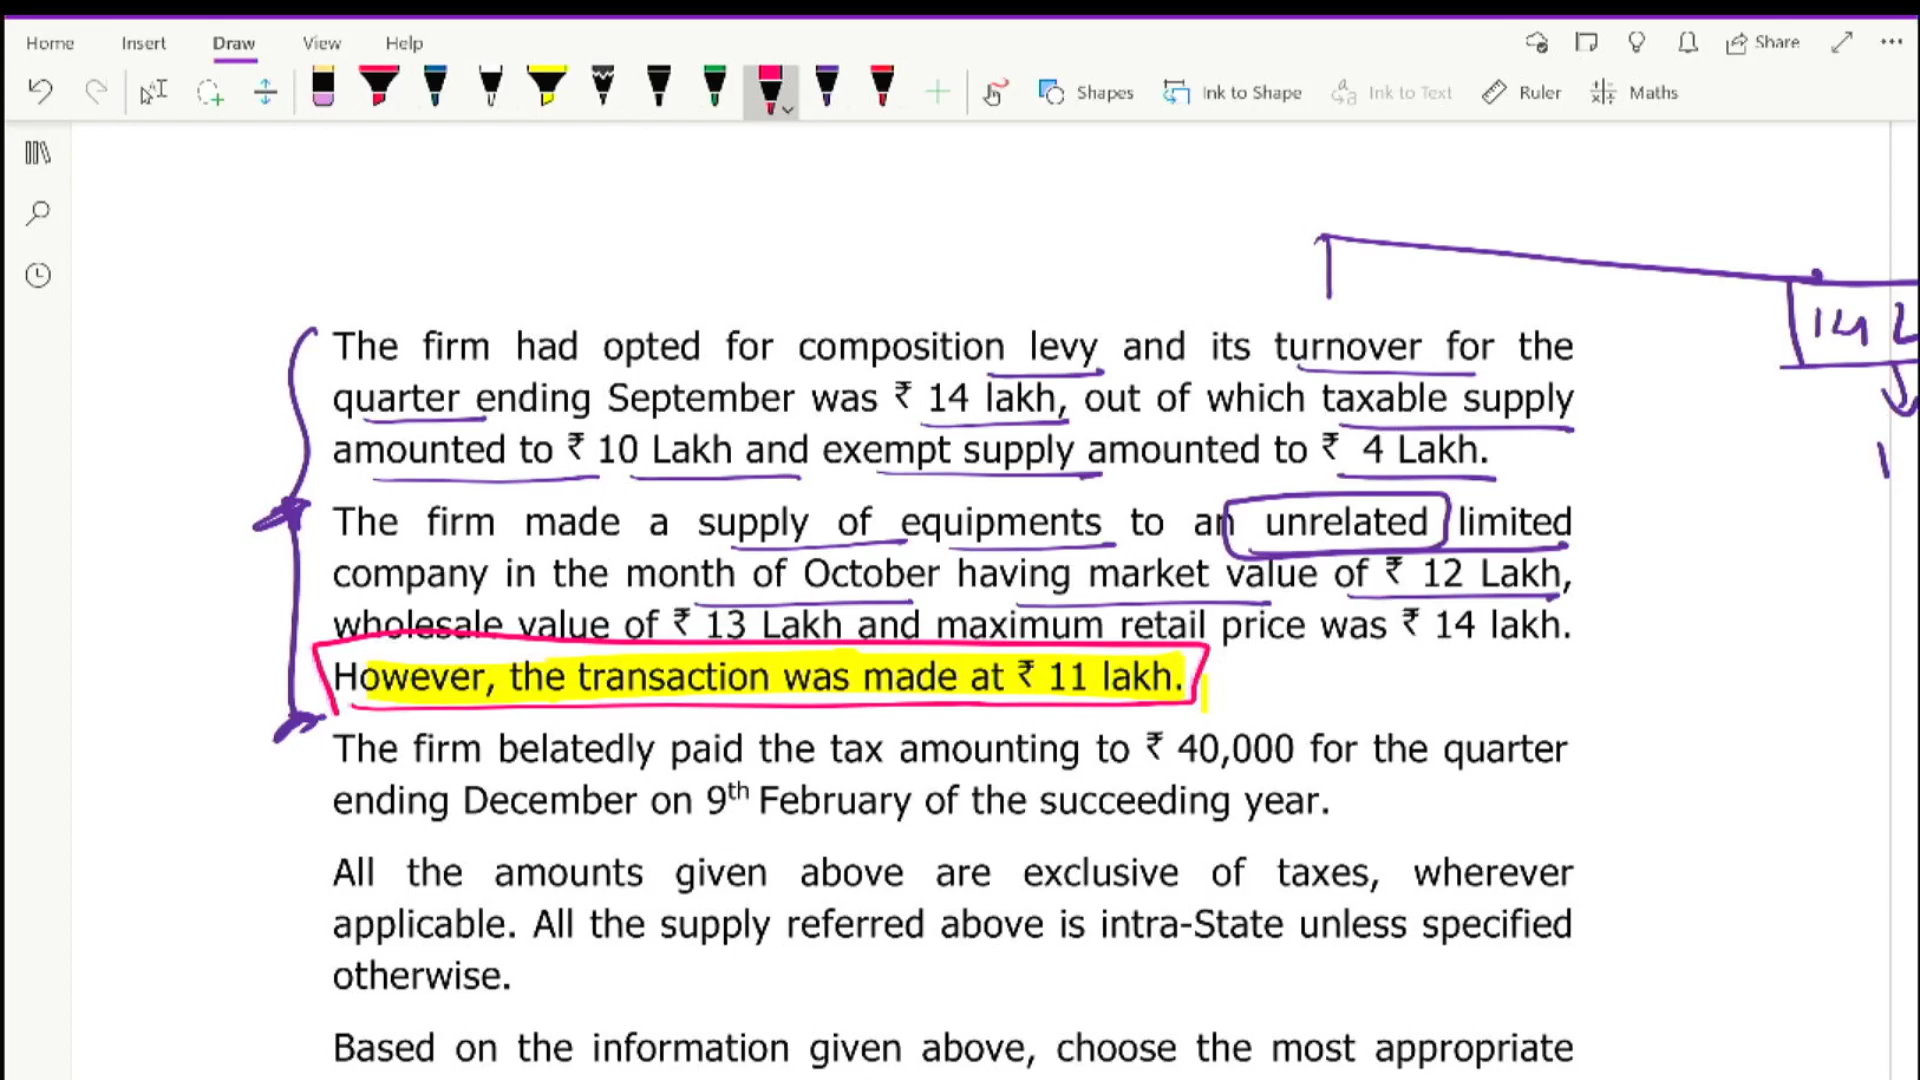 Home Insert Draw View Help Share
Shapes Ink to Shape Ink to Text Ruler Maths
14 L
The firm had opted for composition levy and its turnover for the
quarter ending September was ₹ 14 lakh, out of which taxable supply
amounted to ₹ 10 Lakh and exempt supply amounted to ₹ 4 Lakh.
The firm made a supply of equipments to an unrelated limited
company in the month of October having market value of ₹ 12 Lakh,
wholesale value of ₹ 13 Lakh and maximum retail price was ₹ 14 lakh.
However, the transaction was made at ₹ 11 lakh.
The firm belatedly paid the tax amounting to ₹ 40,000 for the quarter
ending December on 9th February of the succeeding year.
All the amounts given above are exclusive of taxes, wherever
applicable. All the supply referred above is intra-State unless specified
otherwise.
Based on the information given above, choose the most appropriate